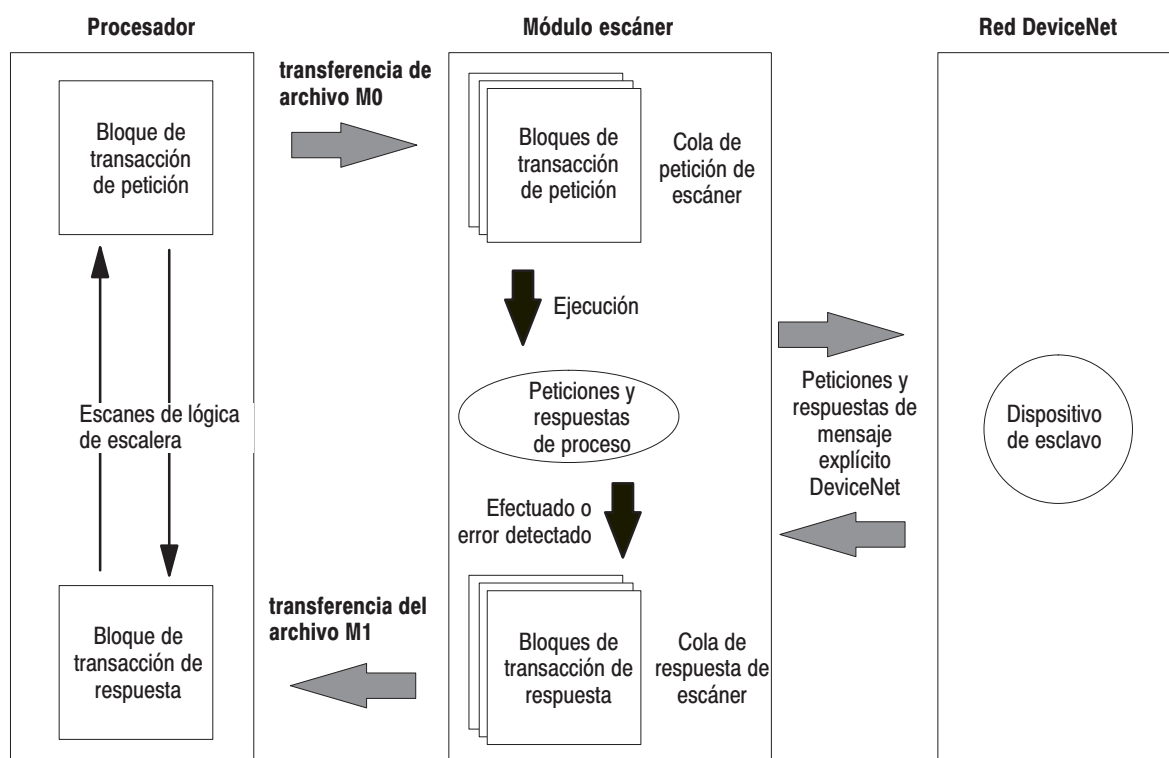 Procesador
Módulo escáner
Red DeviceNet
transferencia de
archivo M0
Bloque de
transacción
de petición
Bloques de
transacción
de petición
Cola de
petición de
escáner
Ejecución
Escanes de lógica
de escalera
Peticiones y
respuestas
de proceso
Peticiones y
respuestas de
mensaje
explícito
DeviceNet
Dispositivo
de esclavo
Efectuado o
error detectado
transferencia del
archivo M1
Bloque de
transacción de
respuesta
Bloques de
transacción de
respuesta
Cola de
respuesta de
escáner